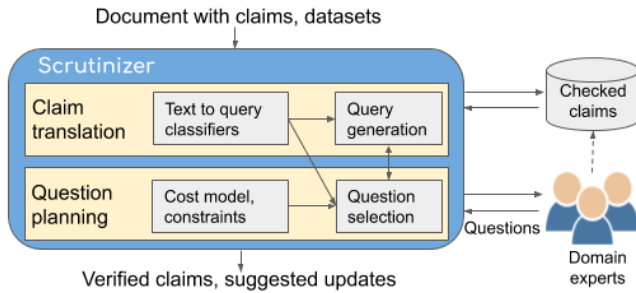 Document with claims, datasets
Scrutinizer
Claim
translation
Text to query
classifiers
Query
generation
Checked
claims
Question
planning
Cost model,
constraints
Question
selection
Questions
Domain
experts
Verified claims, suggested updates